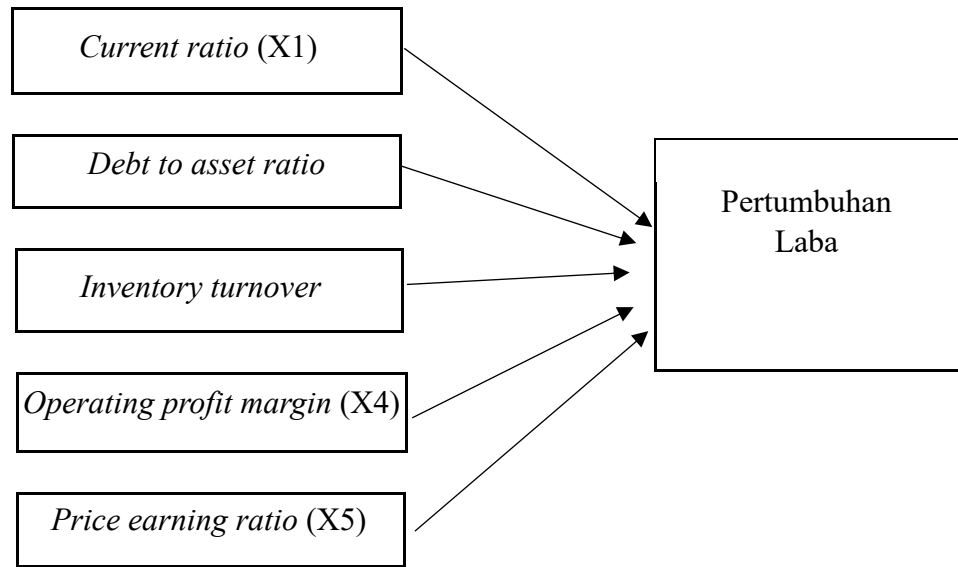 Current ratio (X1)
Debt to asset ratio
Inventory turnover
Operating profit margin (X4)
Price earning ratio (X5)
Pertumbuhan
Laba